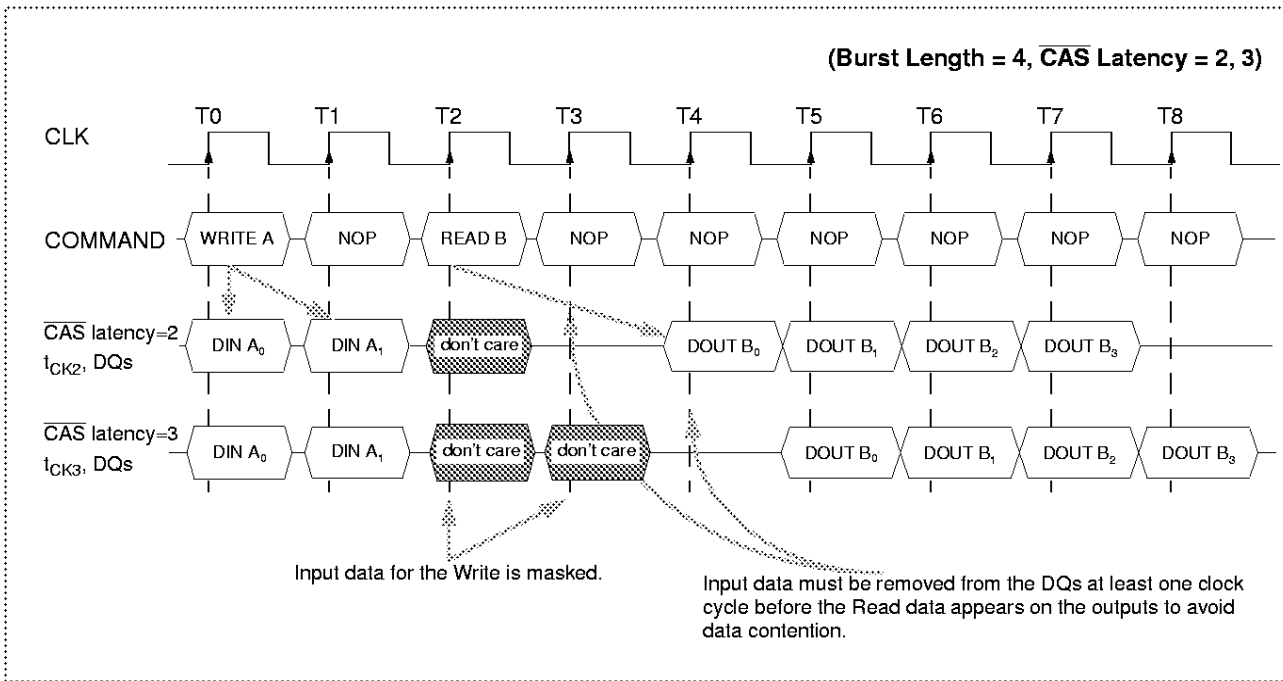 (Burst Length = 4, CAS Latency = 2, 3)
T0 T1 T2 T3 T4 T5 T6 T7 T8
CLK
COMMAND WRITE A NOP READ B NOP NOP NOP NOP NOP NOP
CAS latency=2
DIN A0 DIN A1 don't care DOUT B0 DOUT B1 DOUT B2 DOUT B3
tCK2, DQs
CAS latency=3
DIN A0 DIN A1 don't care don't care DOUT B0 DOUT B1 DOUT B2 DOUT B3
tCK3, DQs
Input data for the Write is masked.
Input data must be removed from the DQs at least one clock
cycle before the Read data appears on the outputs to avoid
data contention.